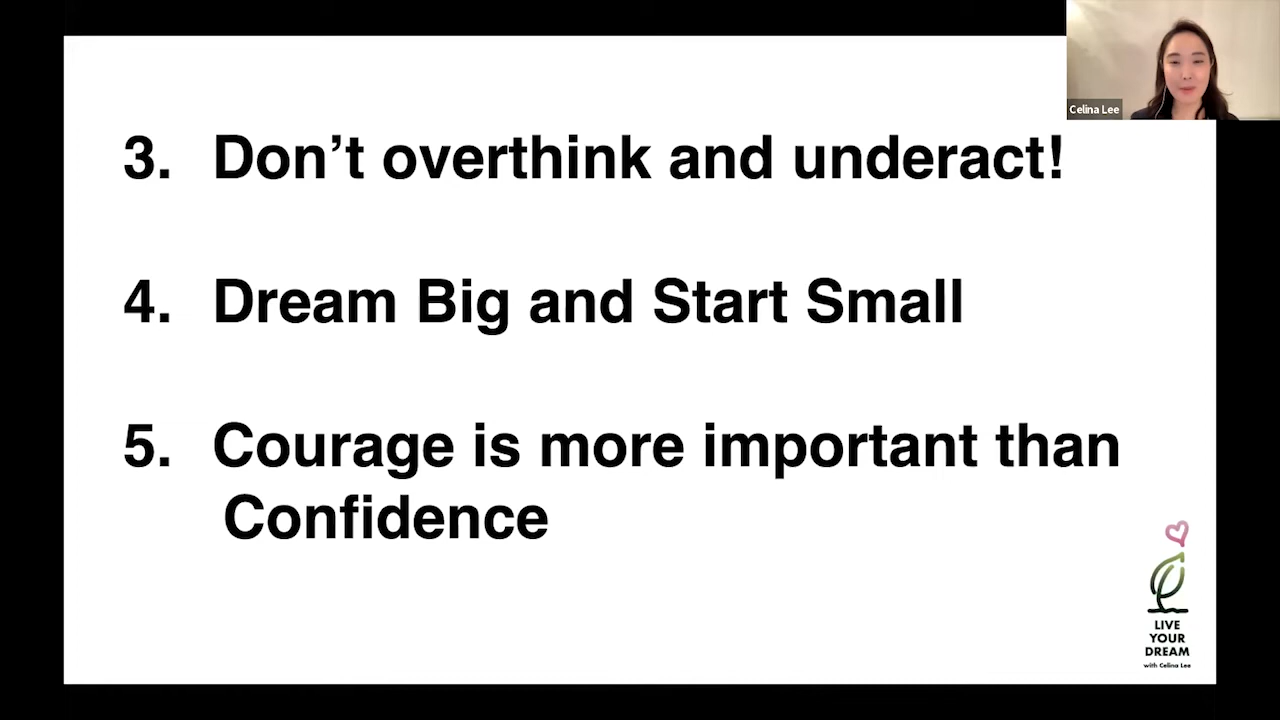 Celina Lee
3. Don’t overthink and underact!
4. Dream Big and Start Small
5. Courage is more important than
Confidence
LIVE
YOUR
DREAM
with Celina Lee